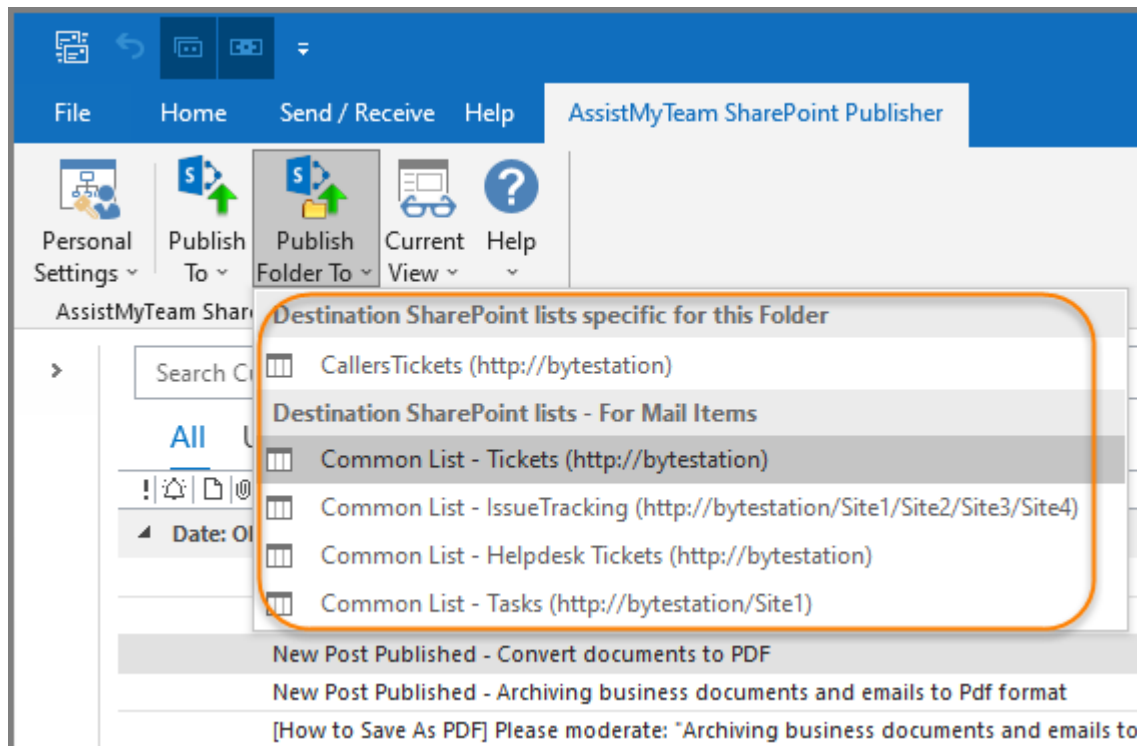 File Home Send / Receive Help AssistMyTeam SharePoint Publisher
Personal Settings
Publish To
Publish Folder To
Current View
Help
AssistMyTeam Shar
Destination SharePoint lists specific for this Folder
CallersTickets (http://bytestation)
Destination SharePoint lists - For Mail Items
Common List - Tickets (http://bytestation)
Common List - IssueTracking (http://bytestation/Site1/Site2/Site3/Site4)
Common List - Helpdesk Tickets (http://bytestation)
Common List - Tasks (http://bytestation/Site1)
Search Cu
All
Date: Ol
New Post Published - Convert documents to PDF
New Post Published - Archiving business documents and emails to Pdf format
[How to Save As PDF] Please moderate: "Archiving business documents and emails to